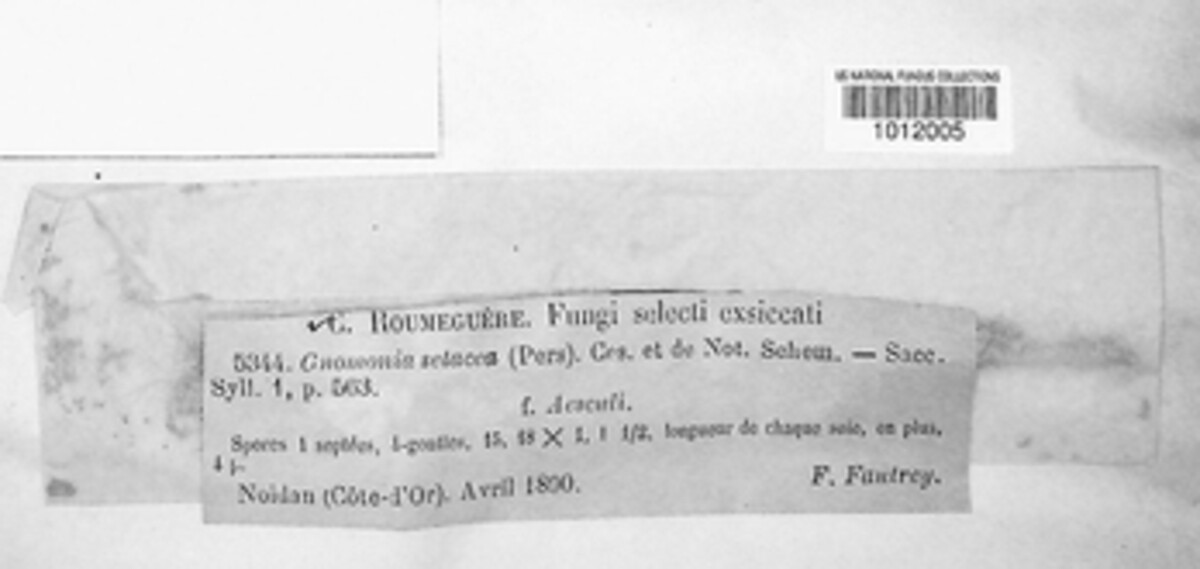 US NATIONAL FUNGUS COLLECTIONS
1012005
C. ROUMEGUÈRE. Fungi selecti exsiccati
5344. Gnomonia setacea (Pers). Ces. et de Not. Schem. — Sacc.
Syll. 1, p. 563.
f. Aesculi.
Spores 1 septées, 4-gouttes, 15, 18 × 1, 1 1/2, longueur de chaque soie, en plus,
4 µ.
Noidan (Côte-d'Or). Avril 1890. F. Fautrey.